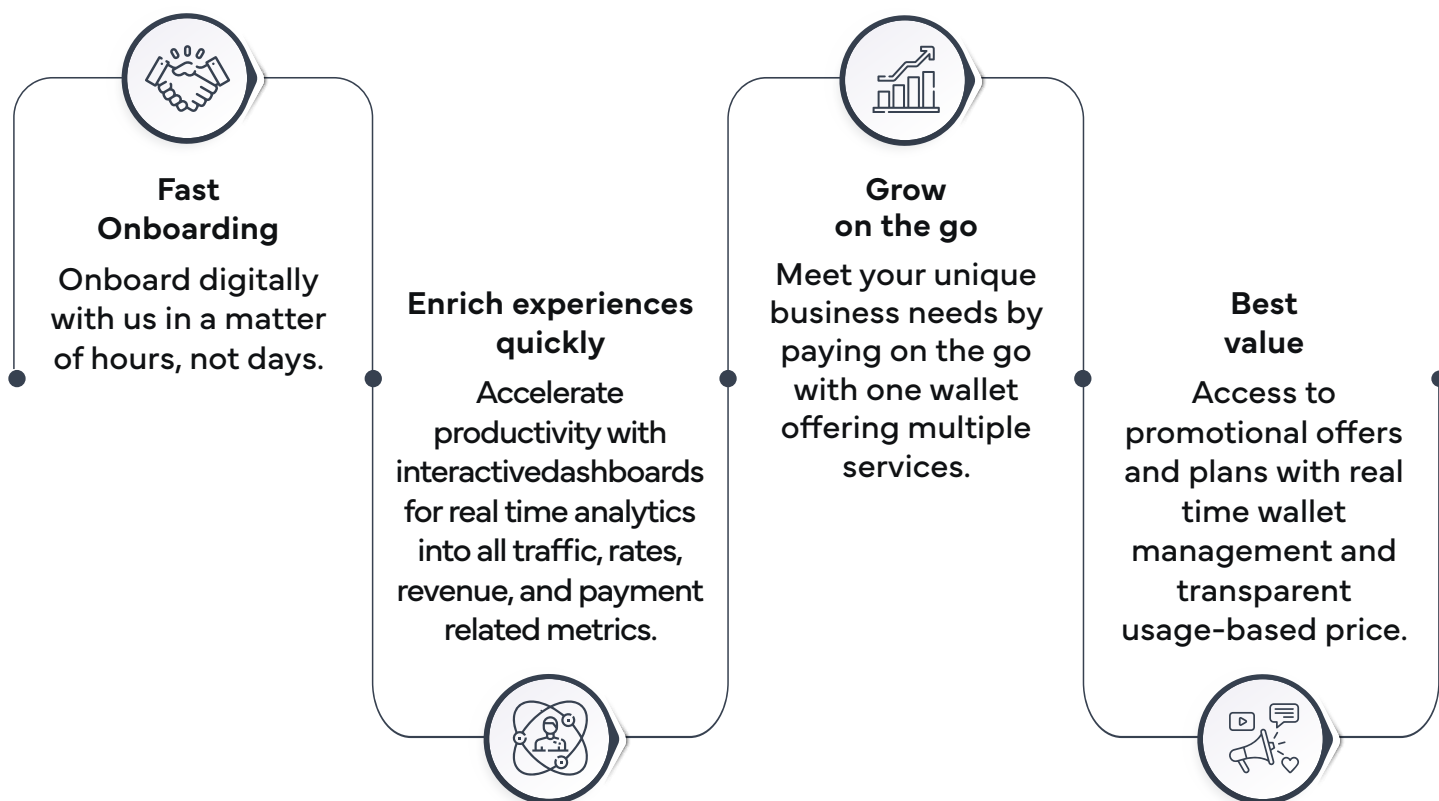 Fast
Onboarding
Onboard digitally
with us in a matter
of hours, not days.
Enrich experiences
quickly
Accelerate
productivity with
interactivedashboards
for real time analytics
into all traffic, rates,
revenue, and payment
related metrics.
Grow
on the go
Meet your unique
business needs by
paying on the go
with one wallet
offering multiple
services.
Best
value
Access to
promotional offers
and plans with real
time wallet
management and
transparent
usage-based price.